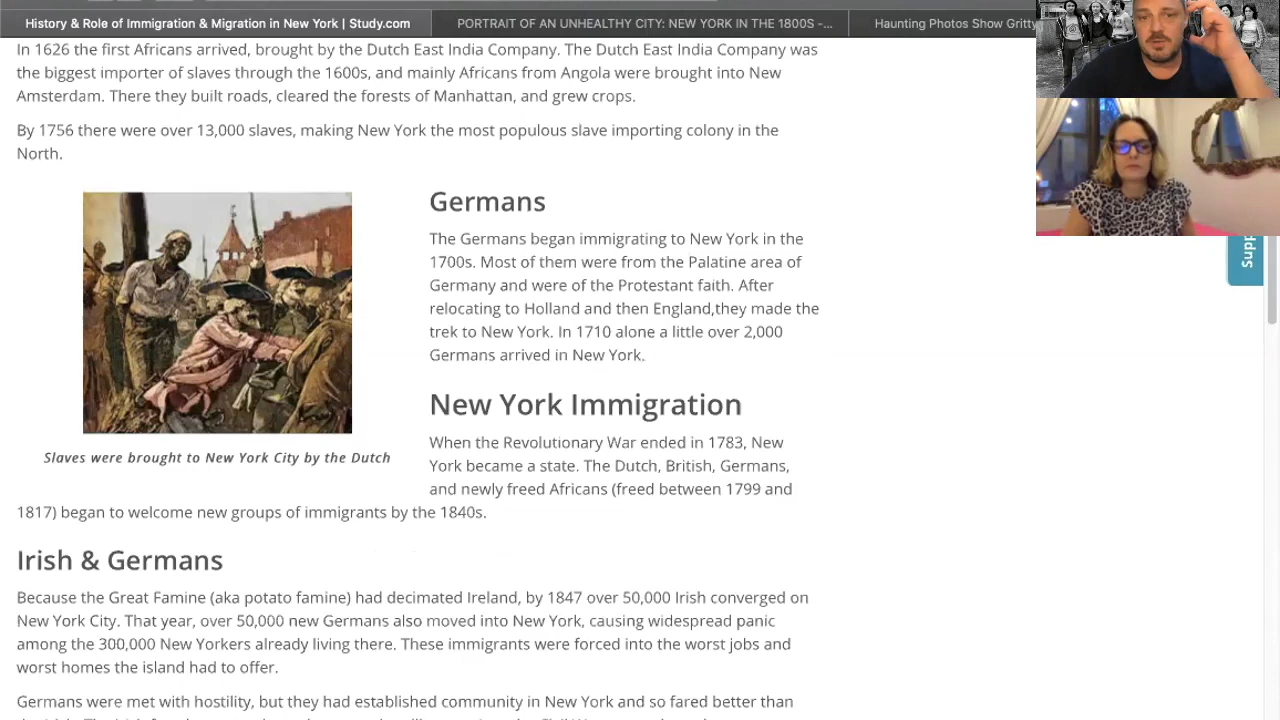 History & Role of Immigration & Migration in New York | Study.com
PORTRAIT OF AN UNHEALTHY CITY: NEW YORK IN THE 1800S -...
Haunting Photos Show Gritty
In 1626 the first Africans arrived, brought by the Dutch East India Company. The Dutch East India Company was
the biggest importer of slaves through the 1600s, and mainly Africans from Angola were brought into New
Amsterdam. There they built roads, cleared the forests of Manhattan, and grew crops.
By 1756 there were over 13,000 slaves, making New York the most populous slave importing colony in the
North.
Slaves were brought to New York City by the Dutch
Germans
The Germans began immigrating to New York in the
1700s. Most of them were from the Palatine area of
Germany and were of the Protestant faith. After
relocating to Holland and then England,they made the
trek to New York. In 1710 alone a little over 2,000
Germans arrived in New York.
New York Immigration
When the Revolutionary War ended in 1783, New
York became a state. The Dutch, British, Germans,
and newly freed Africans (freed between 1799 and
1817) began to welcome new groups of immigrants by the 1840s.
Irish & Germans
Because the Great Famine (aka potato famine) had decimated Ireland, by 1847 over 50,000 Irish converged on
New York City. That year, over 50,000 new Germans also moved into New York, causing widespread panic
among the 300,000 New Yorkers already living there. These immigrants were forced into the worst jobs and
worst homes the island had to offer.
Germans were met with hostility, but they had established community in New York and so fared better than
Supp